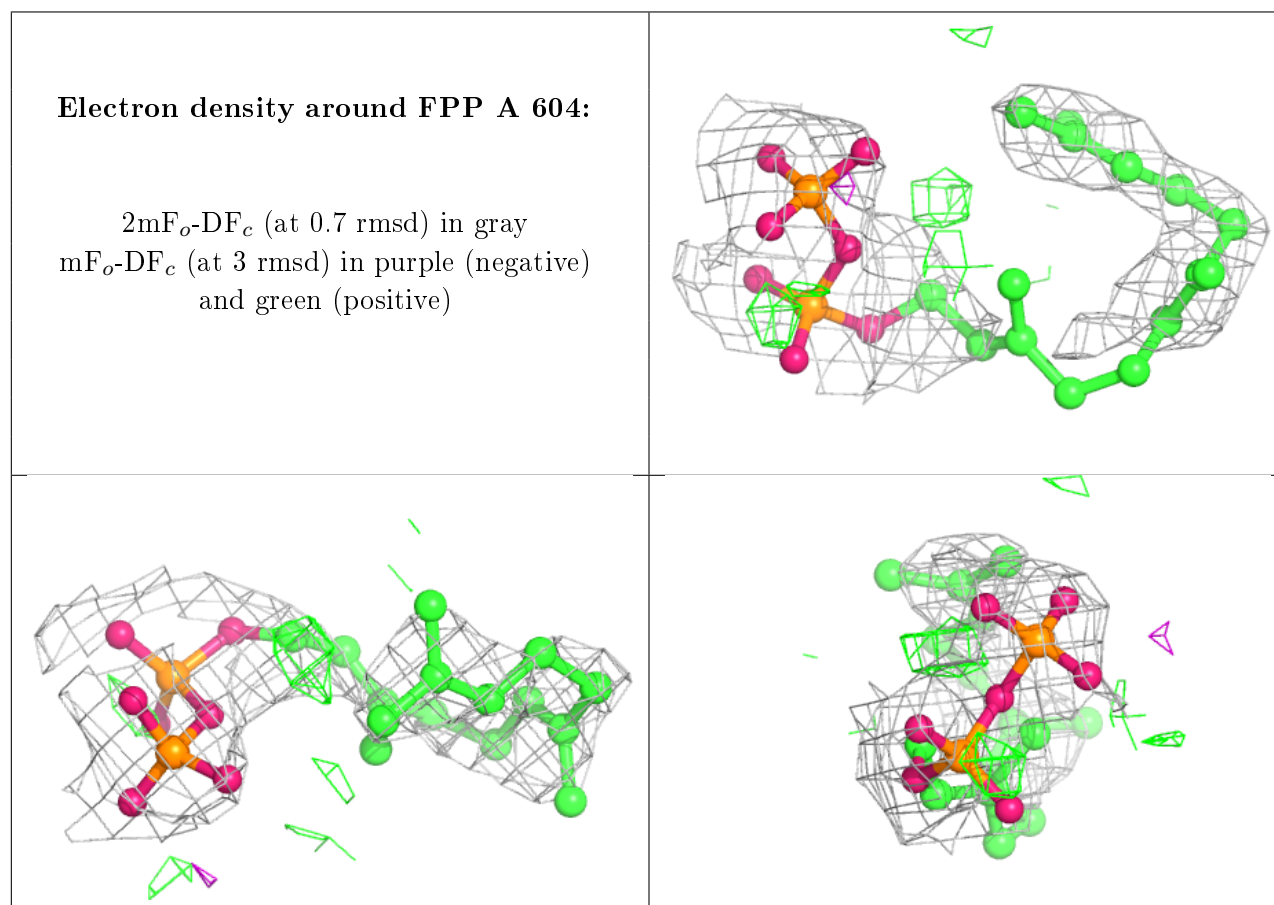 Electron density around FPP A 604:
2mFo-DFc (at 0.7 rmsd) in gray
mFo-DFc (at 3 rmsd) in purple (negative)
and green (positive)